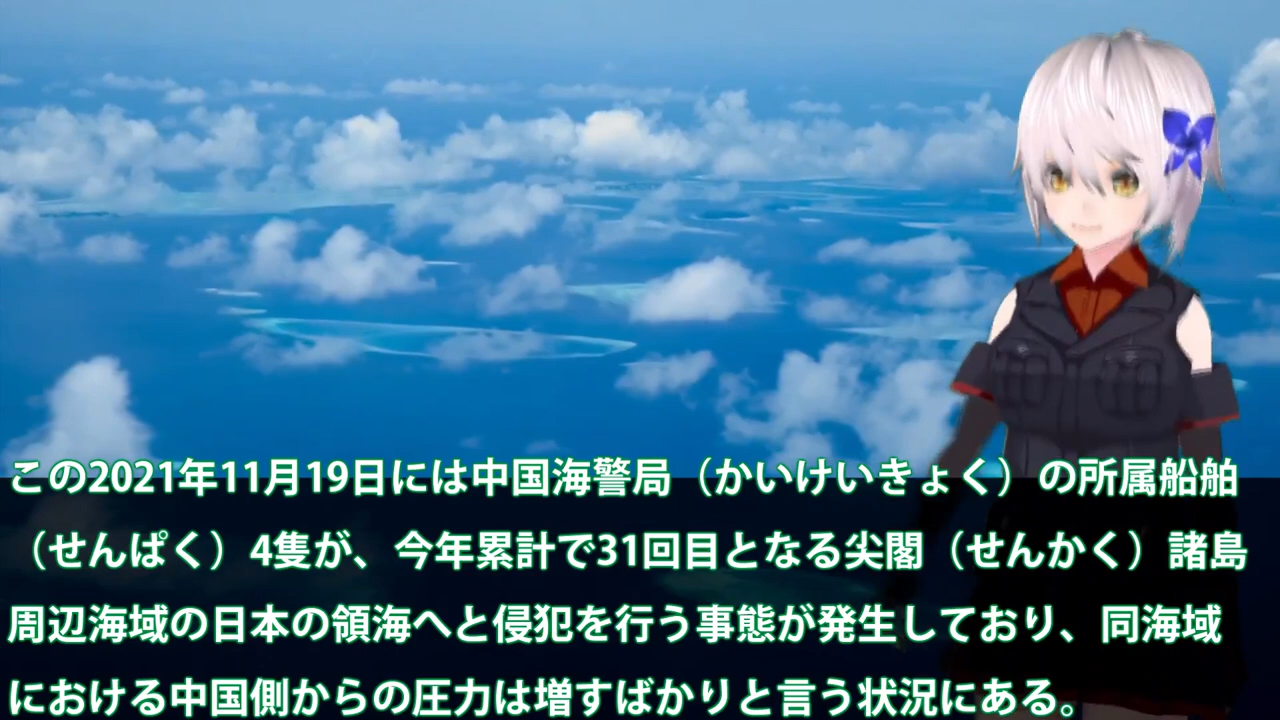 この2021年11月19日には中国海警局（かいけいきょく）の所属船舶
（せんぱく）4隻が、今年累計で31回目となる尖閣（せんかく）諸島
周辺海域の日本の領海へと侵犯を行う事態が発生しており、同海域
における中国側からの圧力は増すばかりと言う状況にある。